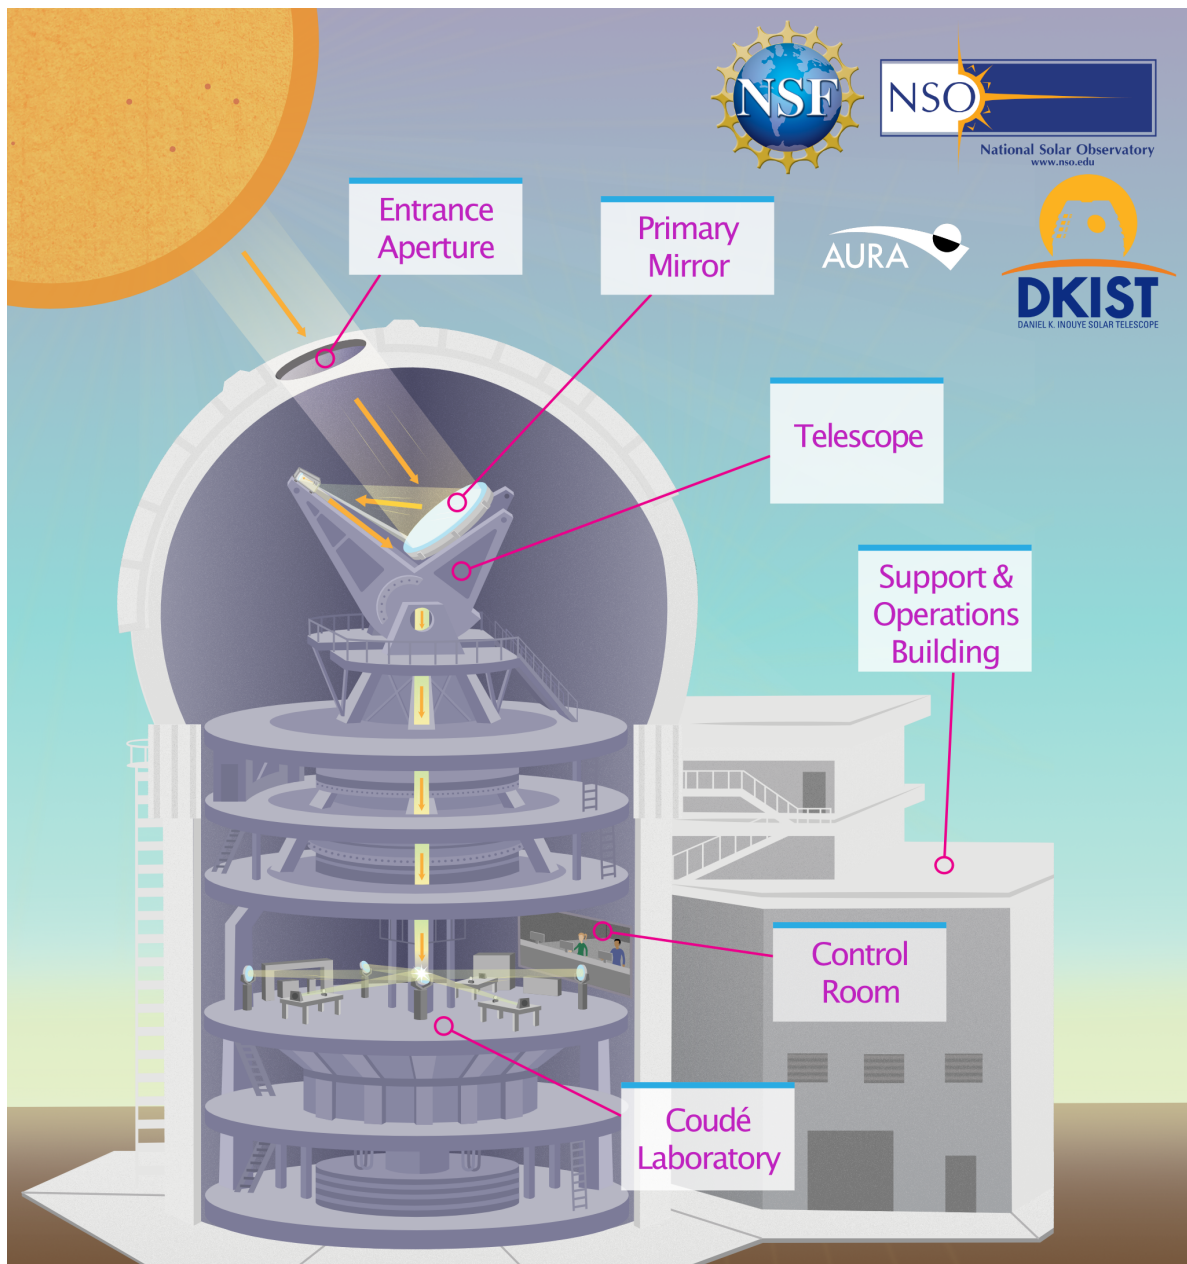 NSF
NSO
National Solar Observatory
www.nso.edu
Entrance
Aperture
Primary
Mirror
AURA
DKIST
DANIEL K. INOUYE SOLAR TELESCOPE
Telescope
Support &
Operations
Building
Control
Room
Coudé
Laboratory